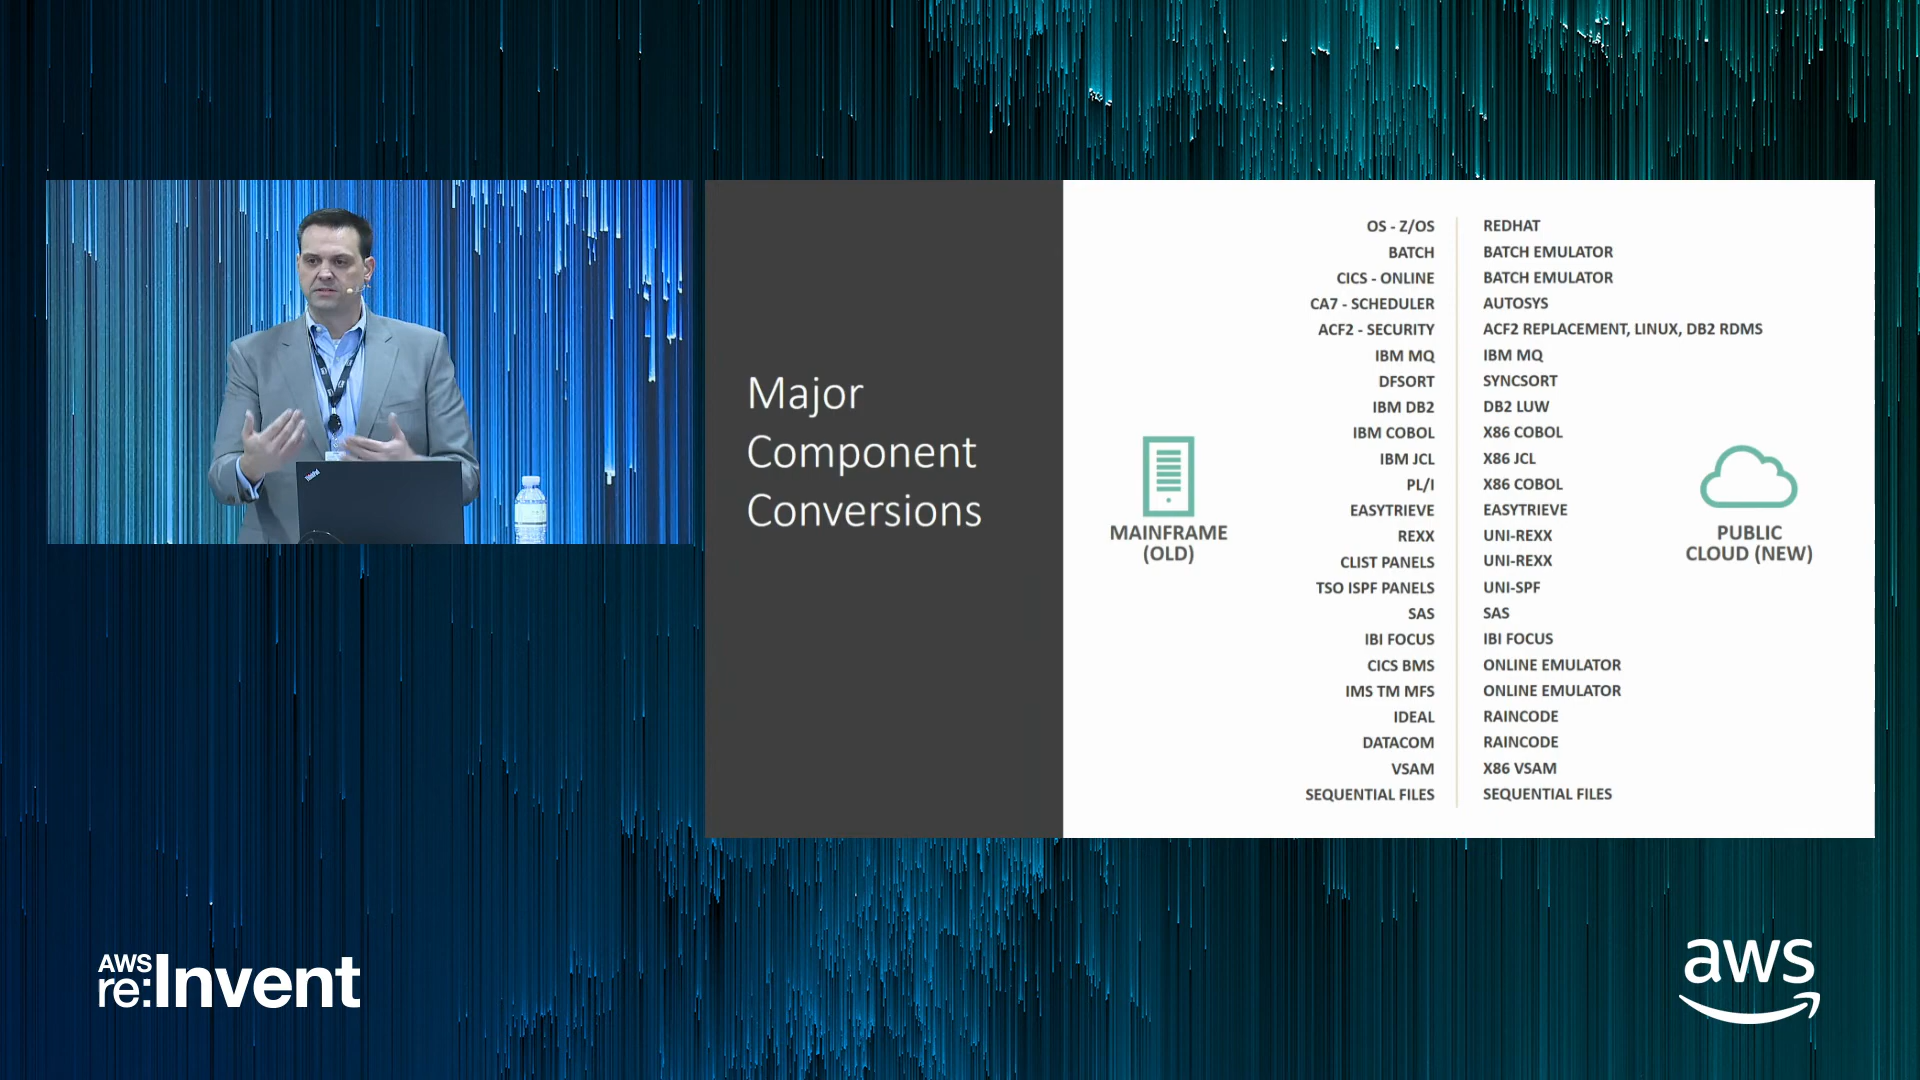 Major
Component
Conversions
MAINFRAME
(OLD)
OS - Z/OS REDHAT
BATCH BATCH EMULATOR
CICS - ONLINE BATCH EMULATOR
CA7 - SCHEDULER AUTOSYS
ACF2 - SECURITY ACF2 REPLACEMENT, LINUX, DB2 RDMS
IBM MQ IBM MQ
DFSORT SYNCSORT
IBM DB2 DB2 LUW
IBM COBOL X86 COBOL
IBM JCL X86 JCL
PL/I X86 COBOL
EASYTRIEVE EASYTRIEVE
REXX UNI-REXX
CLIST PANELS UNI-REXX
TSO ISPF PANELS UNI-SPF
SAS SAS
IBI FOCUS IBI FOCUS
CICS BMS ONLINE EMULATOR
IMS TM MFS ONLINE EMULATOR
IDEAL RAINCODE
DATACOM RAINCODE
VSAM X86 VSAM
SEQUENTIAL FILES SEQUENTIAL FILES
PUBLIC
CLOUD (NEW)
ThinkPad
AWS
re:Invent
aws